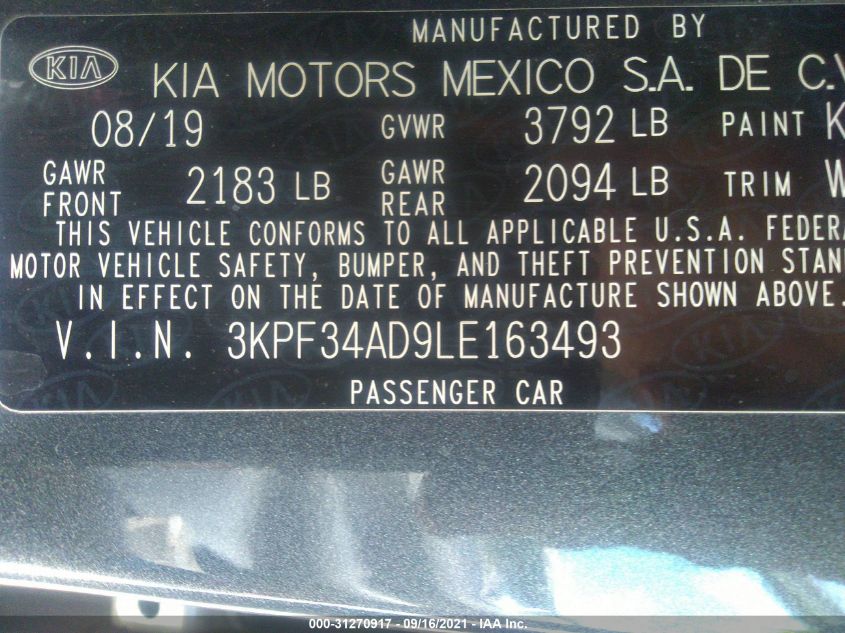 MANUFACTURED BY
KIA KIA MOTORS MEXICO S.A. DE C.V
08/19 GVWR 3792 LB PAINT K
GAWR FRONT 2183 LB GAWR REAR 2094 LB TRIM W
THIS VEHICLE CONFORMS TO ALL APPLICABLE U.S.A. FEDERA
MOTOR VEHICLE SAFETY, BUMPER, AND THEFT PREVENTION STAN
IN EFFECT ON THE DATE OF MANUFACTURE SHOWN ABOVE.
V.I.N. 3KPF34AD9LE163493
PASSENGER CAR
000-31270917 - 09/16/2021 - IAA Inc.